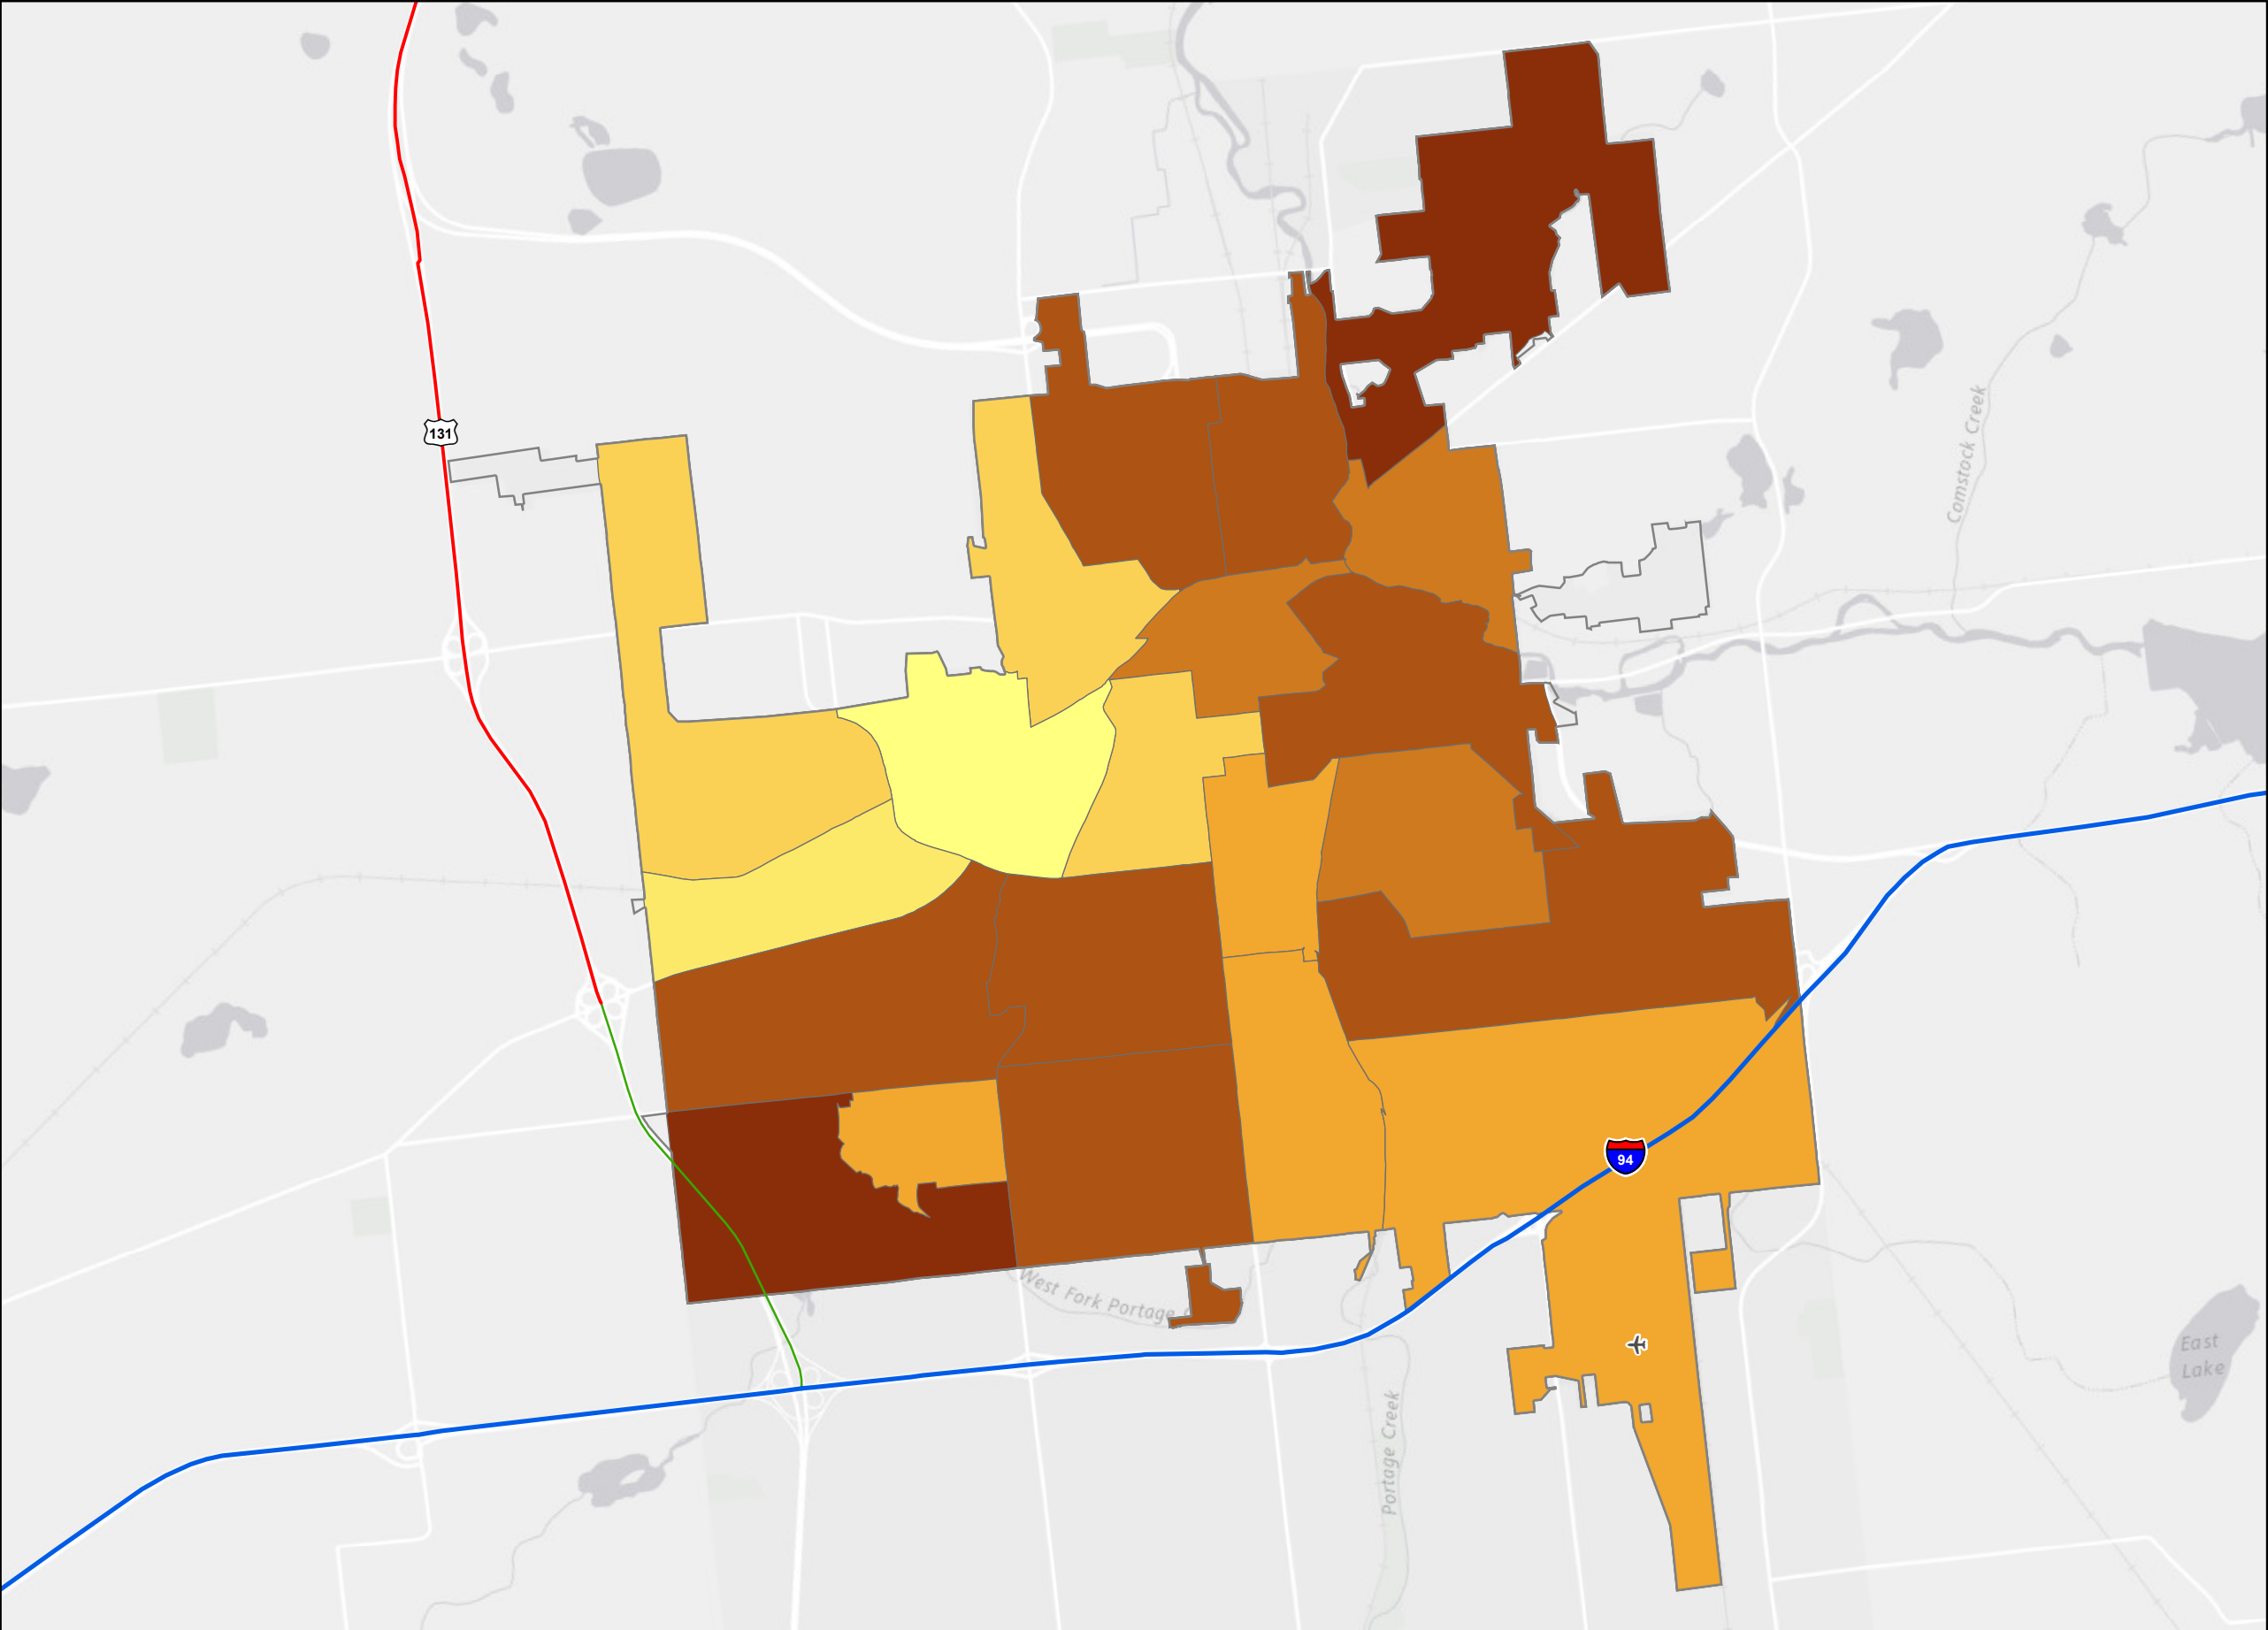 131
Comstock Creek
94
West Fork Portage
East
Lake
Portage Creek